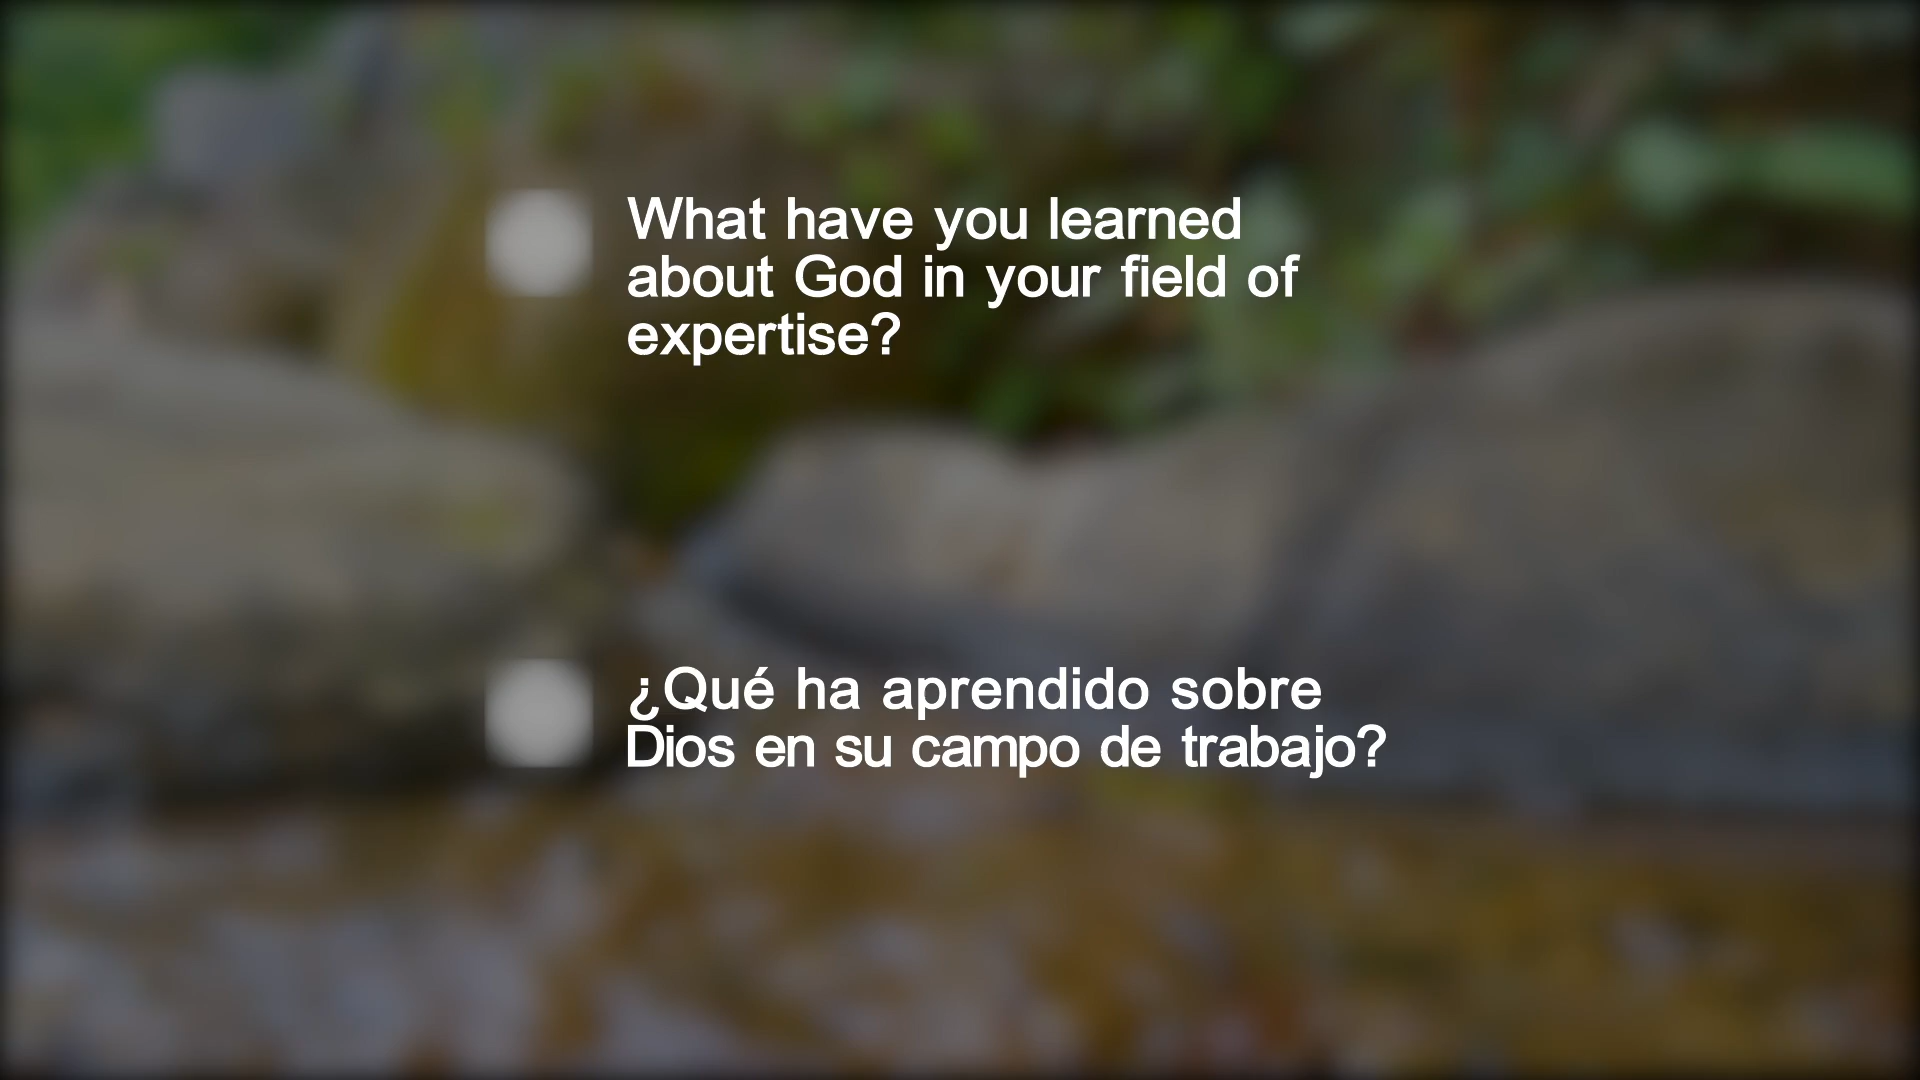 What have you learned
about God in your field of
expertise?
¿Qué ha aprendido sobre
Dios en su campo de trabajo?